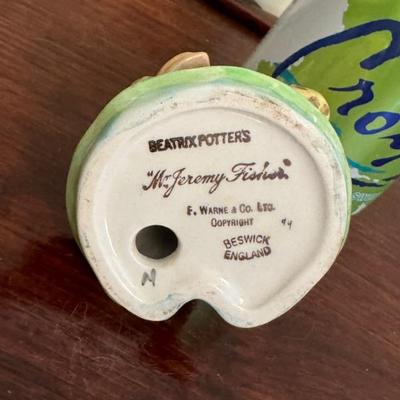 BEATRIX POTTER'S
"Mr. Jeremy Fisher"
F. WARNE & CO. LTD.
COPYRIGHT
BESWICK
ENGLAND